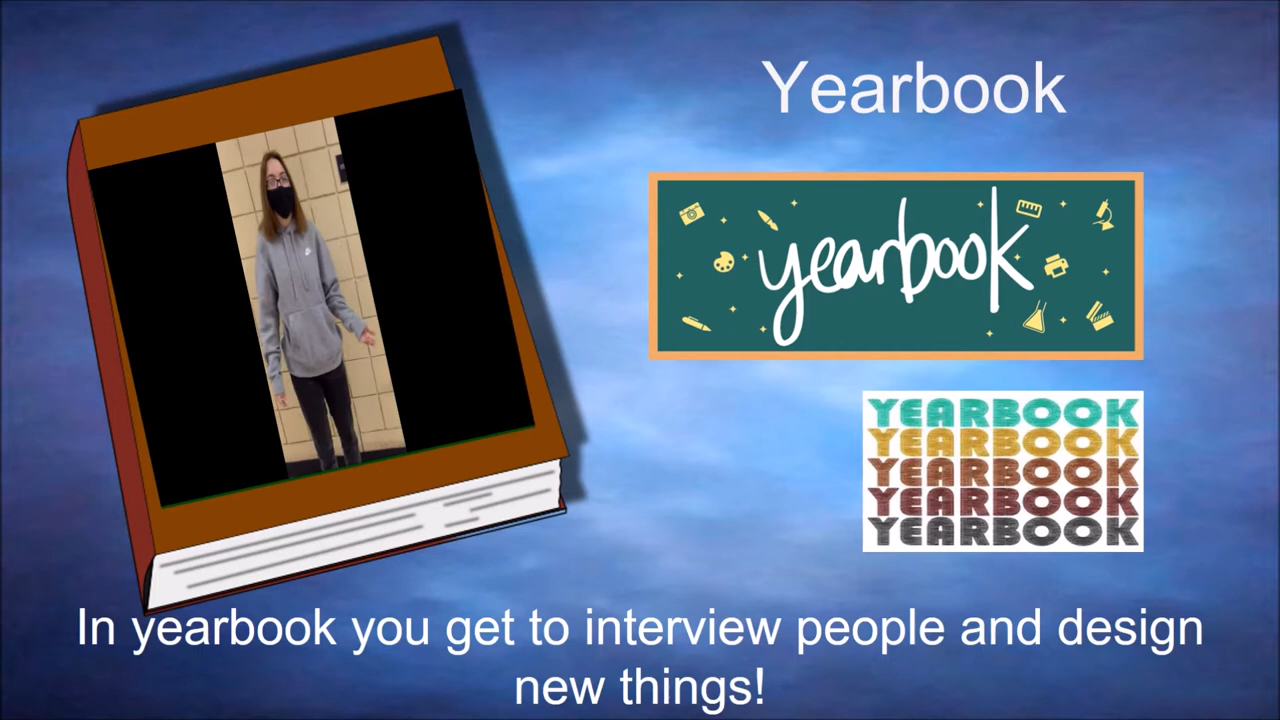 Yearbook
yearbook
YEARBOOK
YEARBOOK
YEARBOOK
YEARBOOK
YEARBOOK
In yearbook you get to interview people and design
new things!